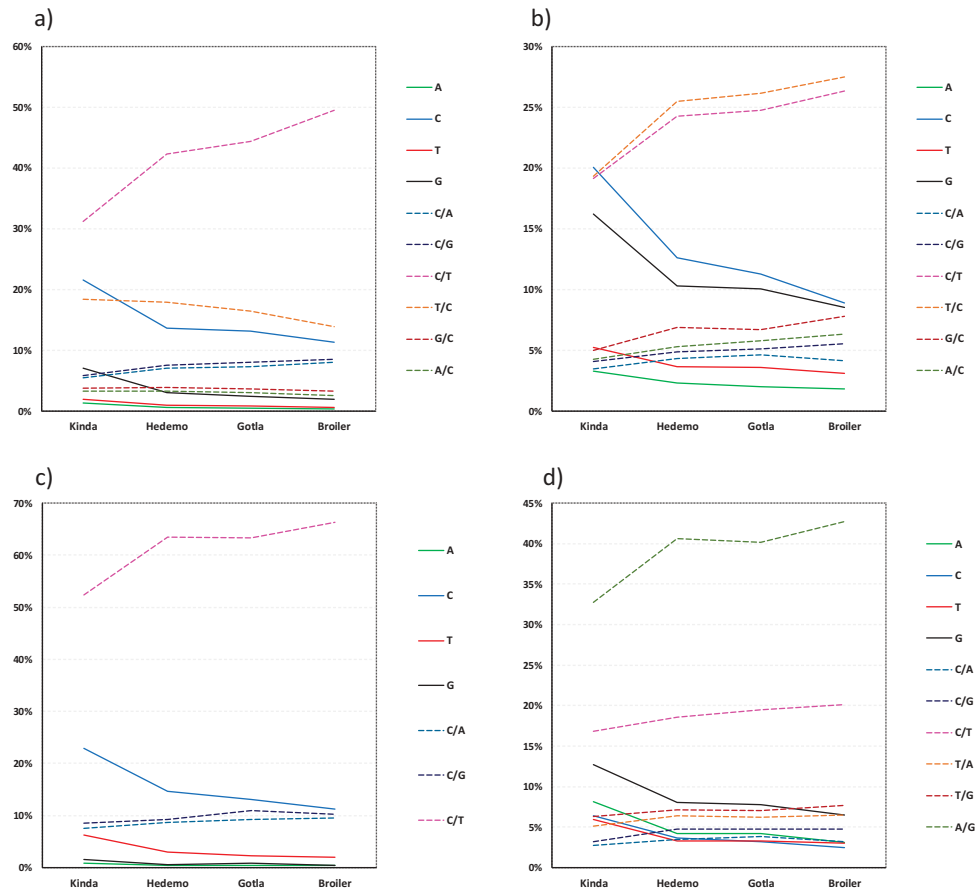 a)
60%
50%
40%
30%
20%
10%
0%
Kinda Hedemo Gotla Broiler
A
C
T
G
C/A
C/G
C/T
T/C
G/C
A/C
b)
30%
25%
20%
15%
10%
5%
0%
Kinda Hedemo Gotla Broiler
A
C
T
G
C/A
C/G
C/T
T/C
G/C
A/C
c)
70%
60%
50%
40%
30%
20%
10%
0%
Kinda Hedemo Gotla Broiler
A
C
T
G
C/A
C/G
C/T
d)
45%
40%
35%
30%
25%
20%
15%
10%
5%
0%
Kinda Hedemo Gotla Broiler
A
C
T
G
C/A
C/G
C/T
T/A
T/G
A/G